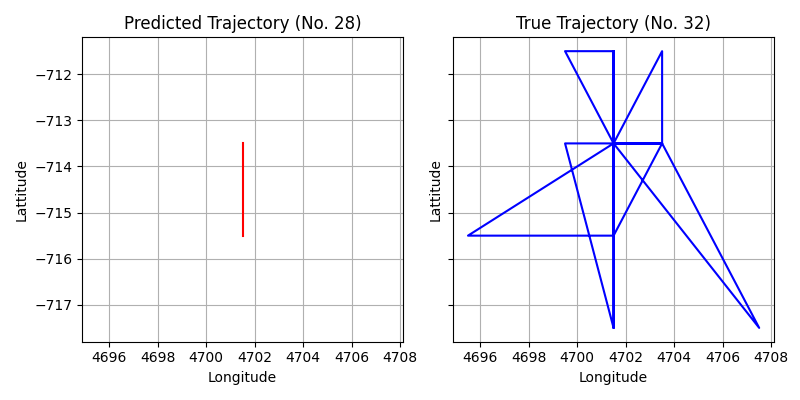 Predicted Trajectory (No. 28)
True Trajectory (No. 32)
Lattitude
−712
−713
−714
−715
−716
−717
4696 4698 4700 4702 4704 4706 4708
Longitude
Lattitude
4696 4698 4700 4702 4704 4706 4708
Longitude